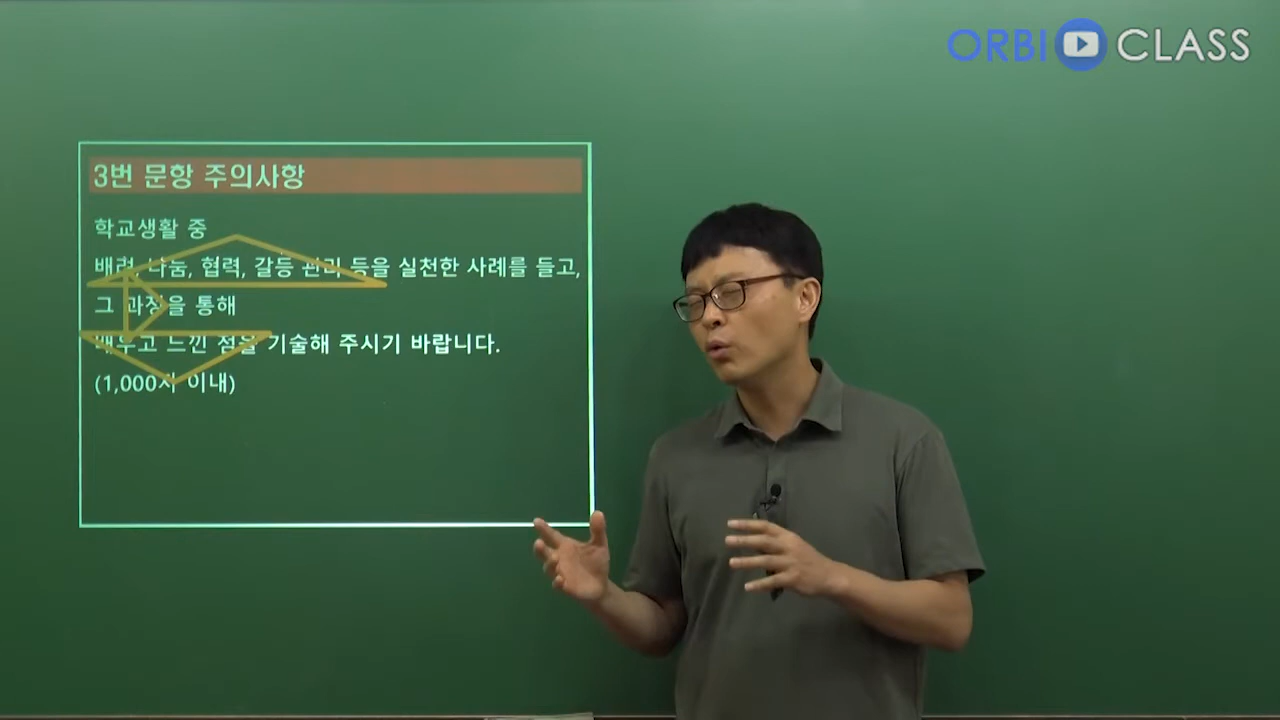 ORBI CLASS
3번 문항 주의사항
학교생활 중
배려, 나눔, 협력, 갈등 관리 등을 실천한 사례를 들고,
그 과정을 통해
배우고 느낀 점을 기술해 주시기 바랍니다.
(1,000자 이내)